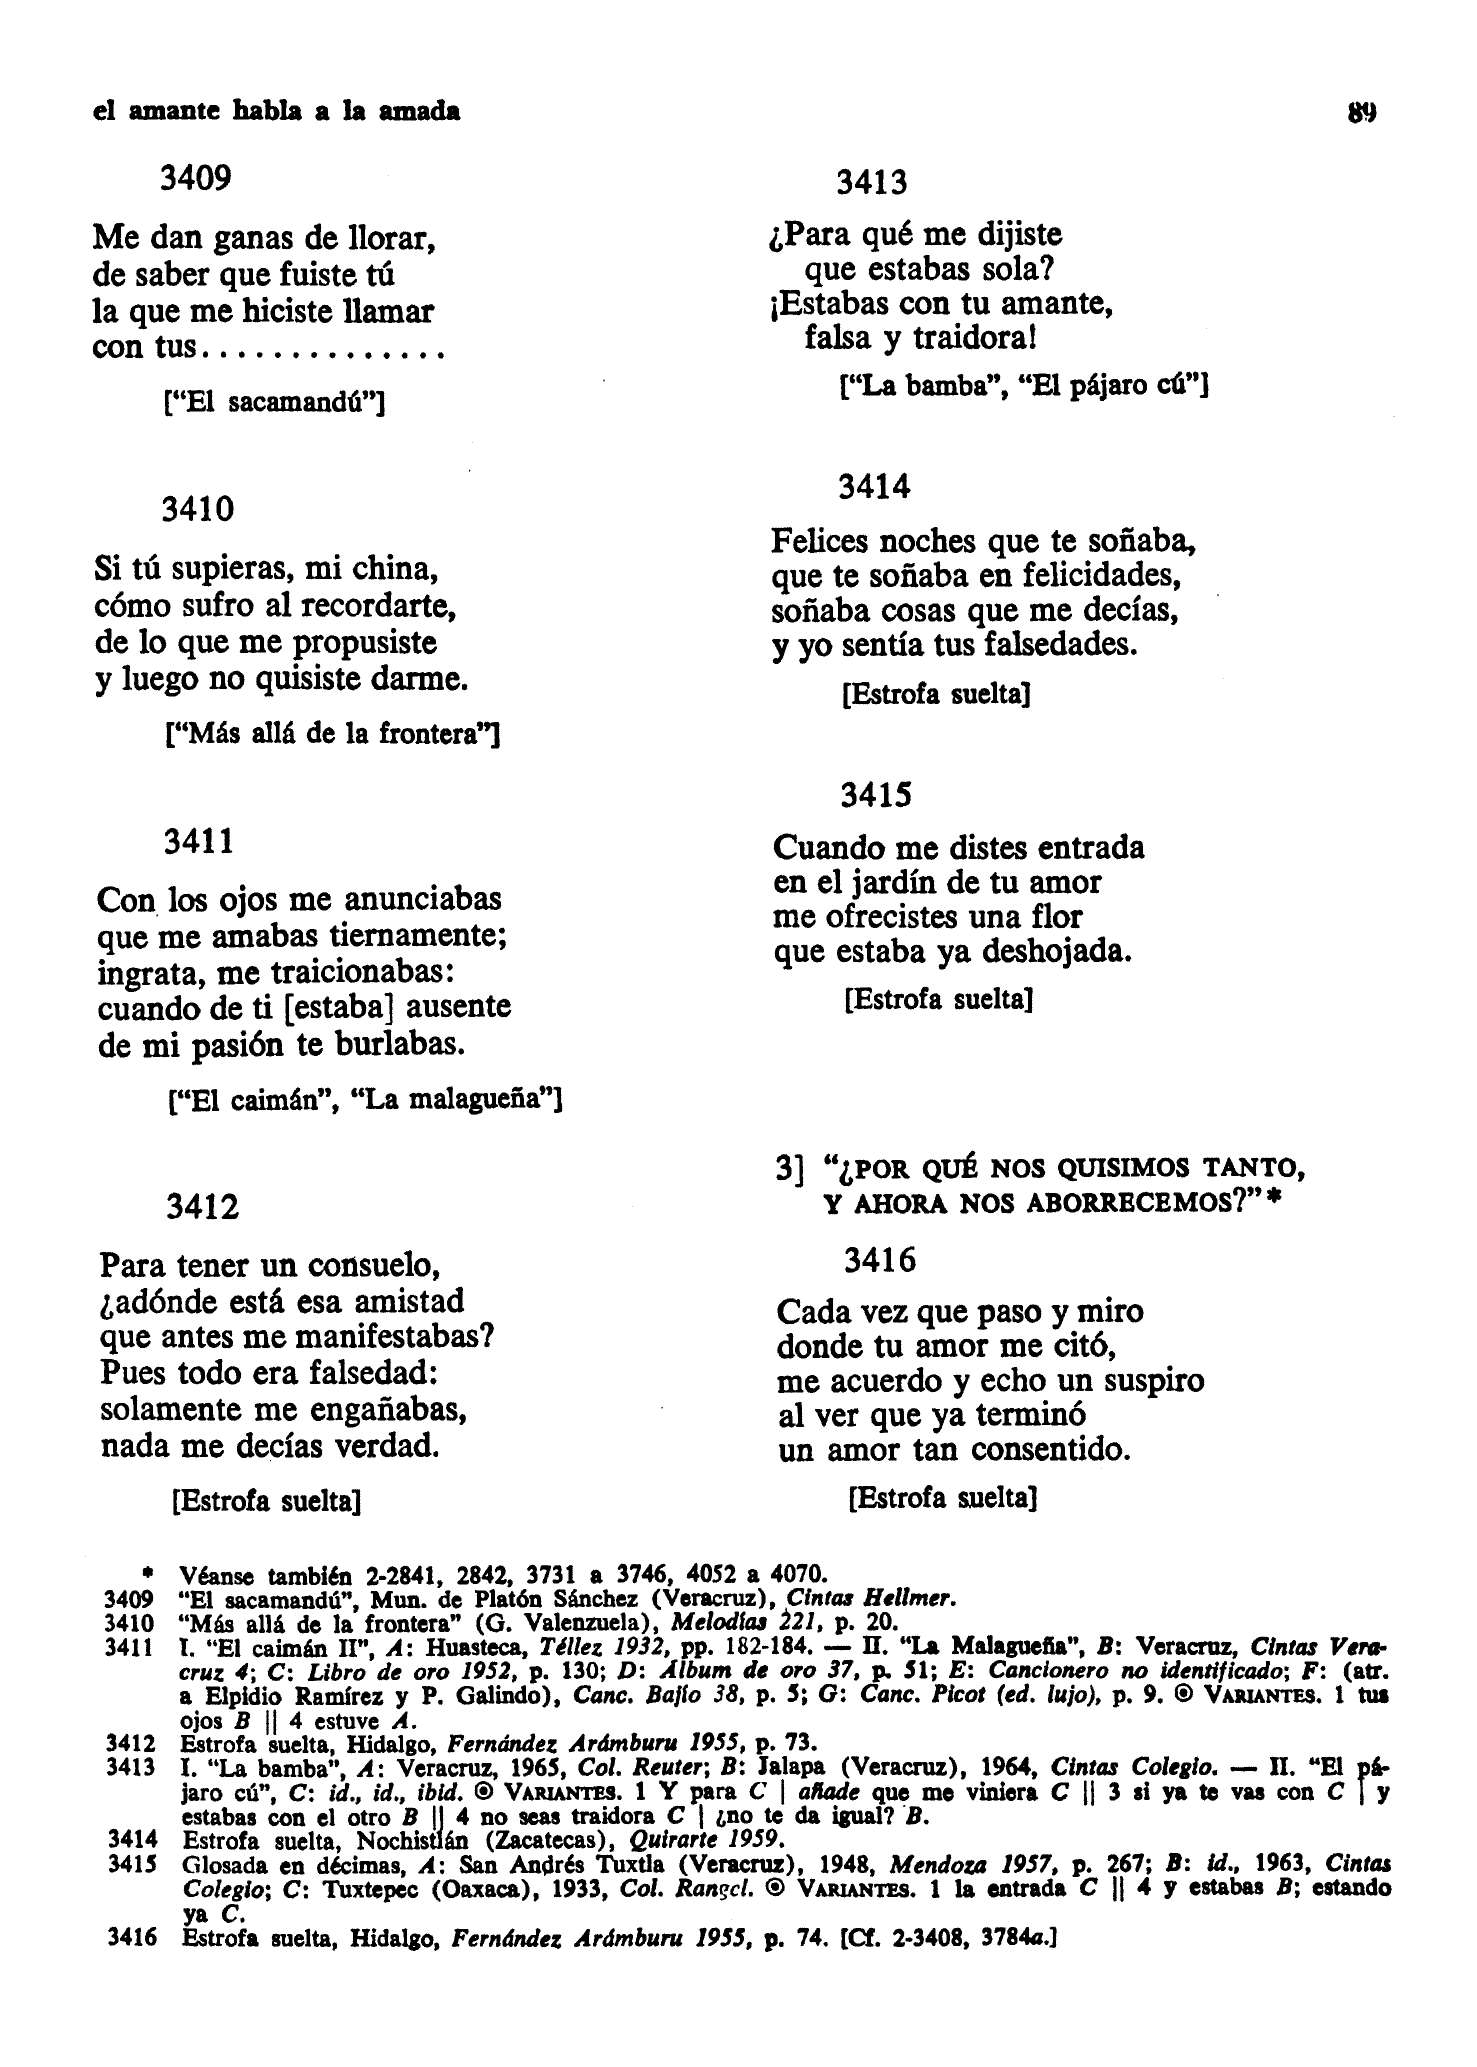 el amante habla a la amada
89
3409
Me dan ganas de llorar,
de saber que fuiste tú
la que me hiciste llamar
con tus..............
["El sacamandú"]
3410
Si tú supieras, mi china,
cómo sufro al recordarte,
de lo que me propusiste
y luego no quisiste darme.
["Más allá de la frontera"]
3411
Con los ojos me anunciabas
que me amabas tiernamente;
ingrata, me traicionabas:
cuando de ti [estaba] ausente
de mi pasión te burlabas.
["El caimán", "La malagueña"]
3412
Para tener un consuelo,
¿adónde está esa amistad
que antes me manifestabas?
Pues todo era falsedad:
solamente me engañabas,
nada me decías verdad.
[Estrofa suelta]
3413
¿Para qué me dijiste
que estabas sola?
¡Estabas con tu amante,
falsa y traidora!
["La bamba", "El pájaro cú"]
3414
Felices noches que te soñaba,
que te soñaba en felicidades,
soñaba cosas que me decías,
y yo sentía tus falsedades.
[Estrofa suelta]
3415
Cuando me distes entrada
en el jardín de tu amor
me ofrecistes una flor
que estaba ya deshojada.
[Estrofa suelta]
3] "¿POR QUÉ NOS QUISIMOS TANTO,
Y AHORA NOS ABORRECEMOS?"*
3416
Cada vez que paso y miro
donde tu amor me citó,
me acuerdo y echo un suspiro
al ver que ya terminó
un amor tan consentido.
[Estrofa suelta]
* Véanse también 2-2841, 2842, 3731 a 3746, 4052 a 4070.
3409 "El sacamandú", Mun. de Platón Sánchez (Veracruz), Cintas Hellmer.
3410 "Más allá de la frontera" (G. Valenzuela), Melodías 221, p. 20.
3411 I. "El caimán II", A: Huasteca, Téllez 1932, pp. 182-184. — II. "La Malagueña", B: Veracruz, Cintas Vera-
cruz 4; C: Libro de oro 1952, p. 130; D: Álbum de oro 37, p. 51; E: Cancionero no identificado; F: (atr.
a Elpidio Ramírez y P. Galindo), Canc. Bajío 38, p. 5; G: Canc. Picot (ed. lujo), p. 9. ⊙ VARIANTES. 1 tus
ojos B || 4 estuve A.
3412 Estrofa suelta, Hidalgo, Fernández Arámburu 1955, p. 73.
3413 I. "La bamba", A: Veracruz, 1965, Col. Reuter; B: Jalapa (Veracruz), 1964, Cintas Colegio. — II. "El pá-
jaro cú", C: id., id., ibid. ⊙ VARIANTES. 1 Y para C | añade que me viniera C || 3 si ya te vas con C | y
estabas con el otro B || 4 no seas traidora C | ¿no te da igual? B.
3414 Estrofa suelta, Nochistlán (Zacatecas), Quirarte 1959.
3415 Glosada en décimas, A: San Andrés Tuxtla (Veracruz), 1948, Mendoza 1957, p. 267; B: id., 1963, Cintas
Colegio; C: Tuxtepec (Oaxaca), 1933, Col. Rangel. ⊙ VARIANTES. 1 la entrada C || 4 y estabas B; estando
ya C.
3416 Estrofa suelta, Hidalgo, Fernández Arámburu 1955, p. 74. [Cf. 2-3408, 3784a.]